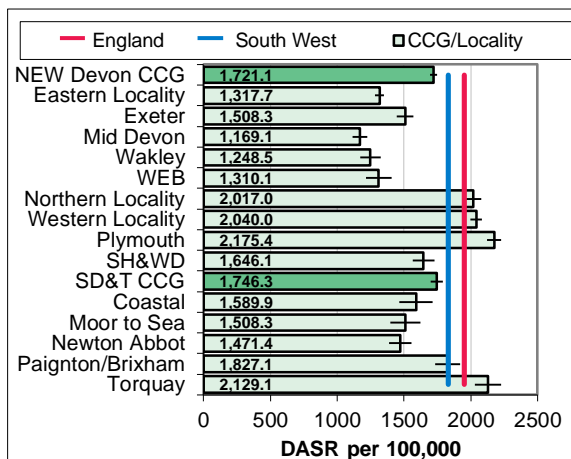 England South West CCG/Locality
NEW Devon CCG 1,721.1
Eastern Locality 1,317.7
Exeter 1,508.3
Mid Devon 1,169.1
Wakley 1,248.5
WEB 1,310.1
Northern Locality 2,017.0
Western Locality 2,040.0
Plymouth 2,175.4
SH&WD 1,646.1
SD&T CCG 1,746.3
Coastal 1,589.9
Moor to Sea 1,508.3
Newton Abbot 1,471.4
Paignton/Brixham 1,827.1
Torquay 2,129.1
0 500 1000 1500 2000 2500
DASR per 100,000